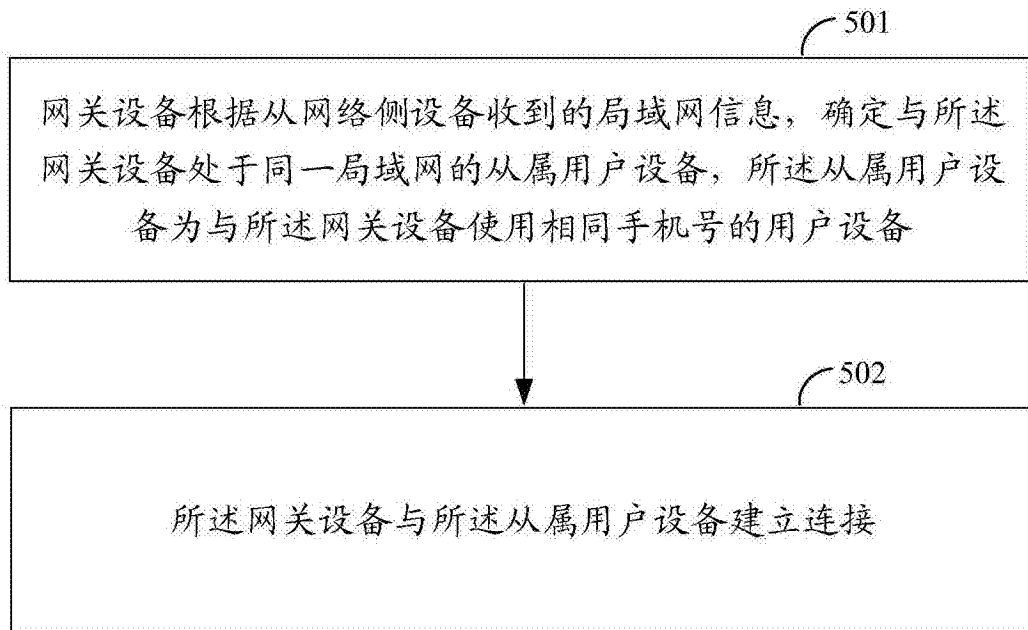 501
网关设备根据从网络侧设备收到的局域网信息，确定与所述
网关设备处于同一局域网的从属用户设备，所述从属用户设
备为与所述网关设备使用相同手机号的用户设备
502
所述网关设备与所述从属用户设备建立连接